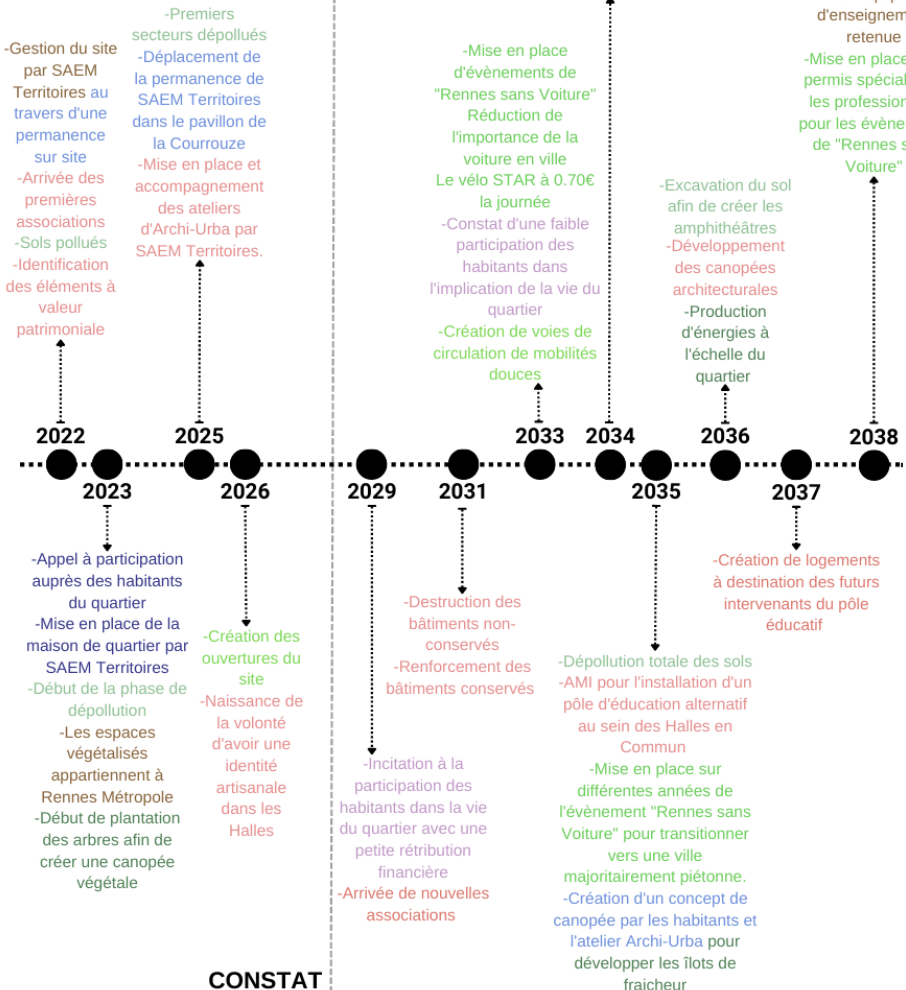 -Gestion du site
par SAEM
Territoires au
travers d'une
permanence
sur site
-Arrivée des
premières
associations
-Sols pollués
-Identification
des éléments à
valeur
patrimoniale
-Premiers
secteurs dépollués
-Déplacement de
la permanence de
SAEM Territoires
dans le pavillon de
la Courrouze
-Mise en place et
accompagnement
des ateliers
d'Archi-Urba par
SAEM Territoires.
-Mise en place
d'évènements de
"Rennes sans Voiture"
Réduction de
l'importance de la
voiture en ville
Le vélo STAR à 0.70€
la journée
-Constat d'une faible
participation des
habitants dans
l'implication de la vie du
quartier
-Création de voies de
circulation de mobilités
douces
-Excavation du sol
afin de créer les
amphithéâtres
-Développement
des canopées
architecturales
-Production
d'énergies à
l'échelle du
quartier
retenue
-Mise en place
permis
les
pour les
de "Rennes
Voiture"
2022 2025 2033 2034 2036 2038
2023 2026 2029 2031 2035 2037
-Appel à participation
auprès des habitants
du quartier
-Mise en place de la
maison de quartier par
SAEM Territoires
-Début de la phase de
dépollution
-Les espaces
végétalisés
appartiennent à
Rennes Métropole
-Début de plantation
des arbres afin de
créer une canopée
végétale
-Création des
ouvertures du
site
-Naissance de
la volonté
d'avoir une
identité
artisanale
dans les
Halles
-Incitation à la
participation des
habitants dans la vie
du quartier avec une
petite rétribution
financière
-Arrivée de nouvelles
associations
-Destruction des
bâtiments non-
conservés
-Renforcement des
bâtiments conservés
-Dépollution totale des sols
-AMI pour l'installation d'un
pôle d'éducation alternatif
au sein des Halles en
Commun
-Mise en place sur
différentes années de
l'évènement "Rennes sans
Voiture" pour transitionner
vers une ville
majoritairement piétonne.
-Création d'un concept de
canopée par les habitants et
l'atelier Archi-Urba pour
développer les îlots de
fraicheur
-Création de logements
à destination des futurs
intervenants du pôle
éducatif
CONSTAT